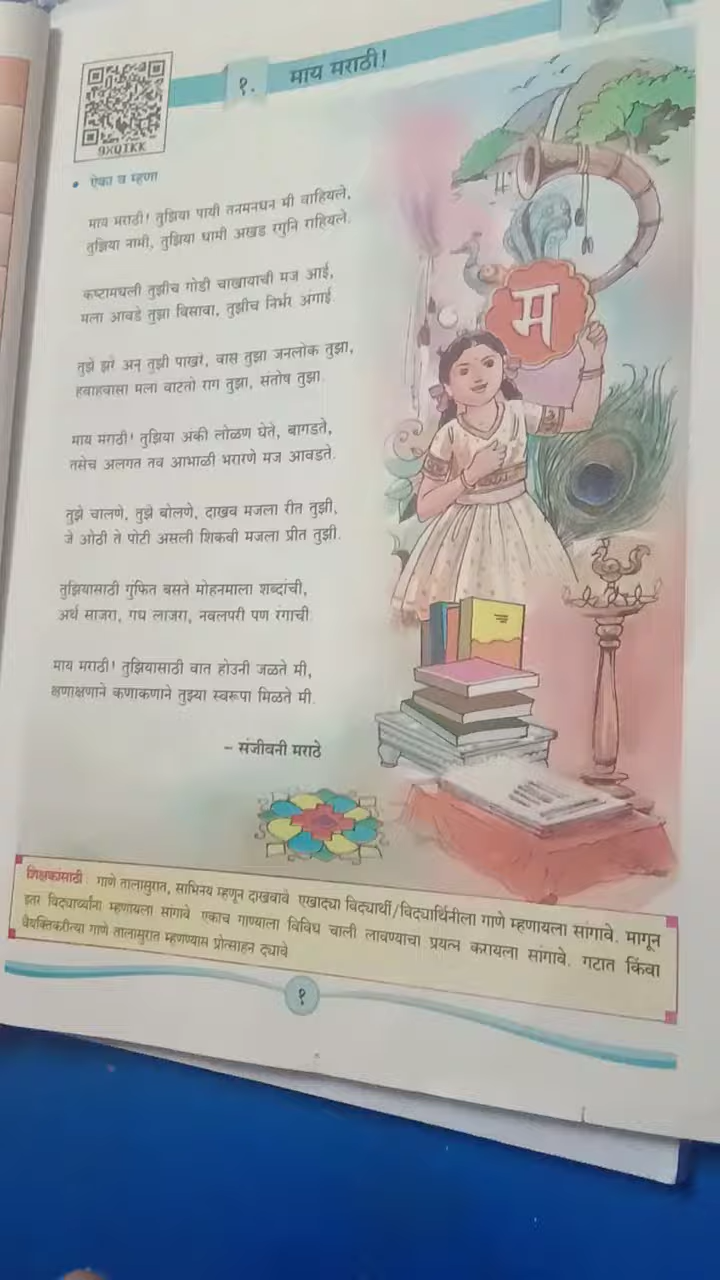 १. माय मराठी!
9XQIKK
• ऐका व म्हणा
माय मराठी! तुझिया पायी तनमनधन मी वाहियले,
तुझिया नामी, तुझिया धामी अखंड रंगुनि राहियले.
कष्टामधली तुझीच गोडी चाखायाची मज आई,
मला आवडे तुझा विसावा, तुझीच निर्भर अंगाई.
तुझे झरे अन् तुझी पाखरे, वास तुझा जनलोक तुझा,
हवाहवासा मला वाटतो राग तुझा, संतोष तुझा.
माय मराठी! तुझिया अंकी लोळण घेते, बागडते,
तसेच अलगत तव आभाळी भरारणे मज आवडते.
तुझे चालणे, तुझे बोलणे, दाखव मजला रीत तुझी,
जे ओठी ते पोटी असली शिकवी मजला प्रीत तुझी.
तुझियासाठी गुंफित बसते मोहनमाला शब्दांची,
अर्थ साजरा, गंध लाजरा, नवलपरी पण रंगाची.
माय मराठी! तुझियासाठी वात होउनी जळते मी,
क्षणाक्षणाने कणाकणाने तुझ्या स्वरूपा मिळते मी.
– संजीवनी मराठे
म
शिक्षकांसाठी : गाणे तालासुरात, साभिनय म्हणून दाखवावे. एखाद्या विद्यार्थी/विद्यार्थिनीला गाणे म्हणायला सांगावे. मागून
इतर विद्यार्थ्यांना म्हणायला सांगावे. एकाच गाण्याला विविध चाली लावण्याचा प्रयत्न करायला सांगावे. गटात किंवा
वैयक्तिकरीत्या गाणे तालासुरात म्हणण्यास प्रोत्साहन द्यावे.
१